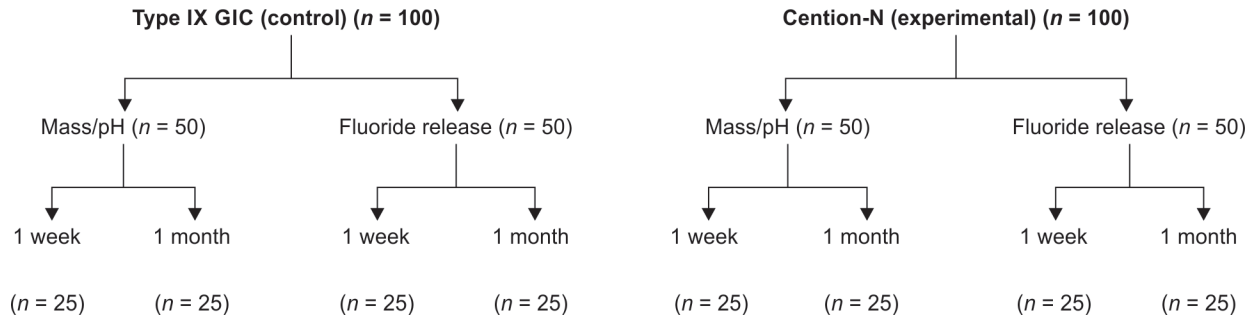 Type IX GIC (control) (n = 100)
Cention-N (experimental) (n = 100)
Mass/pH (n = 50)
Fluoride release (n = 50)
Mass/pH (n = 50)
Fluoride release (n = 50)
1 week
1 month
1 week
1 month
1 week
1 month
1 week
1 month
(n = 25)
(n = 25)
(n = 25)
(n = 25)
(n = 25)
(n = 25)
(n = 25)
(n = 25)